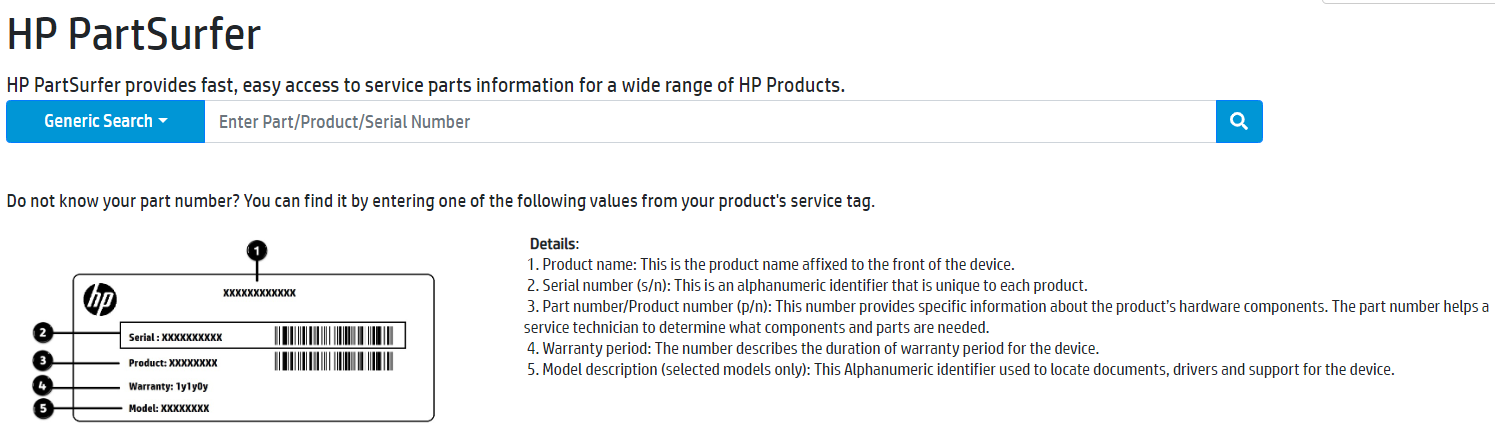 HP PartSurfer
HP PartSurfer provides fast, easy access to service parts information for a wide range of HP Products.
Generic Search
Enter Part/Product/Serial Number
Do not know your part number? You can find it by entering one of the following values from your product's service tag.
1
hp
XXXXXXXXXXXX
2
Serial : XXXXXXXXXX
3
Product: XXXXXXXX
4
Warranty: 1y1y0y
5
Model: XXXXXXXX
Details:
1. Product name: This is the product name affixed to the front of the device.
2. Serial number (s/n): This is an alphanumeric identifier that is unique to each product.
3. Part number/Product number (p/n): This number provides specific information about the product's hardware components. The part number helps a
service technician to determine what components and parts are needed.
4. Warranty period: The number describes the duration of warranty period for the device.
5. Model description (selected models only): This Alphanumeric identifier used to locate documents, drivers and support for the device.